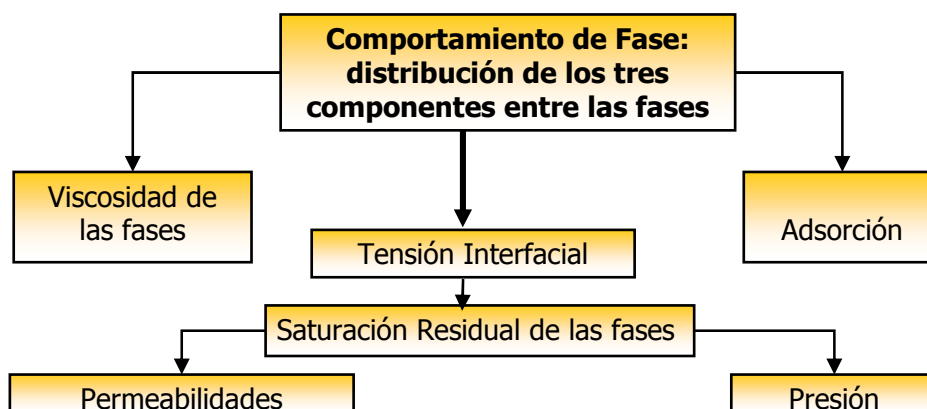 Comportamiento de Fase:
distribución de los tres
componentes entre las fases
Viscosidad de
las fases
Adsorción
Tensión Interfacial
Saturación Residual de las fases
Permeabilidades
Presión